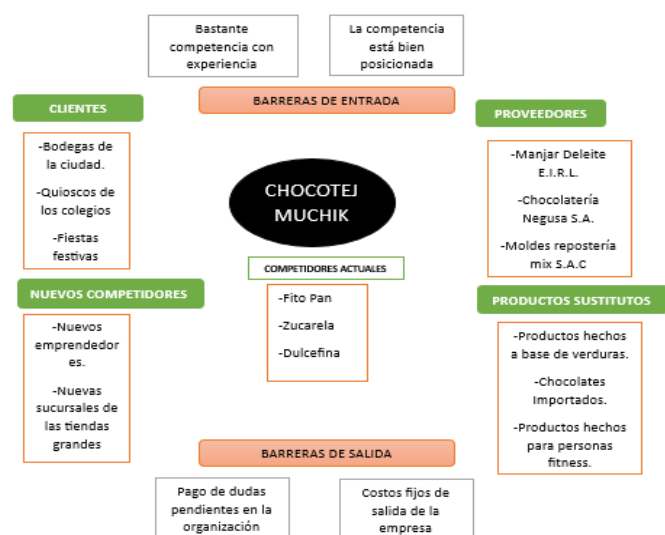 Bastante
competencia con
experiencia
La competencia
está bien
posicionada
BARRERAS DE ENTRADA
CLIENTES
-Bodegas de
la ciudad.
-Quioscos de
los colegios
-Fiestas
festivas
PROVEEDORES
-Manjar Deleite
E.I.R.L.
-Chocolatería
Negusa S.A.
-Moldes repostería
mix S.A.C
CHOCOTEJ
MUCHIK
COMPETIDORES ACTUALES
-Fito Pan
-Zucarela
-Dulcefina
NUEVOS COMPETIDORES
-Nuevos
emprendedor
es.
-Nuevas
sucursales de
las tiendas
grandes
PRODUCTOS SUSTITUTOS
-Productos hechos
a base de verduras.
-Chocolates
Importados.
-Productos hechos
para personas
fitness.
BARRERAS DE SALIDA
Pago de dudas
pendientes en la
organización
Costos fijos de
salida de la
empresa